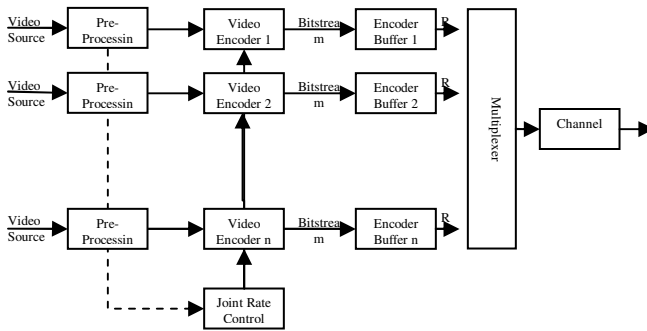 Video
Source
Pre-
Processin
Video
Encoder 1
Bitstrea
m
Encoder
Buffer 1
R
Video
Source
Pre-
Processin
Video
Encoder 2
Bitstrea
m
Encoder
Buffer 2
R
Multiplexer
Channel
Video
Source
Pre-
Processin
Video
Encoder n
Bitstrea
m
Encoder
Buffer n
R
Joint Rate
Control